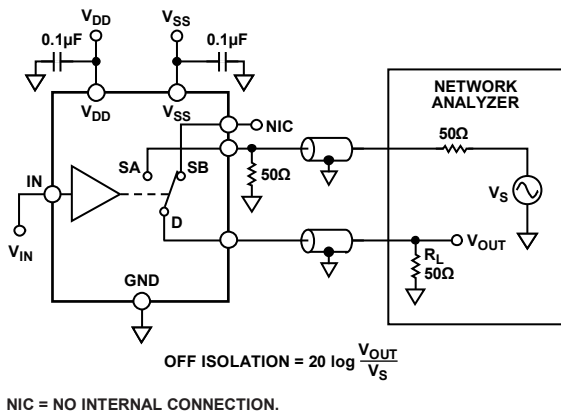 VDD
VSS
0.1µF
0.1µF
VDD
VSS
NIC
NETWORK
ANALYZER
SA
SB
50Ω
50Ω
VS
IN
D
VIN
VOUT
RL
50Ω
GND
OFF ISOLATION = 20 log VOUT
VS
NIC = NO INTERNAL CONNECTION.